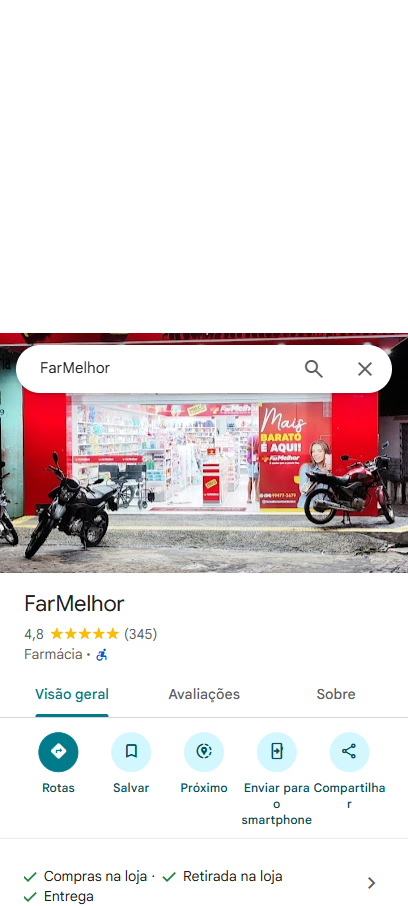 FarMelhor
FarMelhor
Mais
BARATO
É AQUI!
FarMelhor
FarMelhor
4,8 (345)
Farmácia ·
Visão geral Avaliações Sobre
Rotas Salvar Próximo Enviar para o smartphone Compartilhar
Compras na loja · Retirada na loja
Entrega